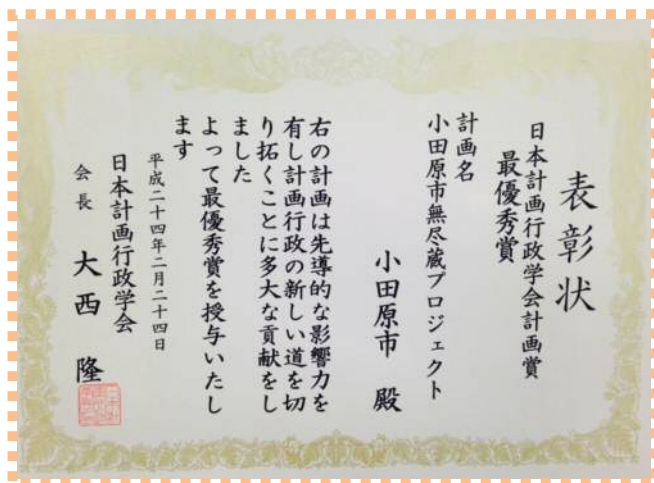 表彰状
日本計画行政学会計画賞
最優秀賞
計画名
小田原市無尽蔵プロジェクト
小田原市 殿
右の計画は先導的な影響力を
有し計画行政の新しい道を切
り拓くことに多大な貢献をし
ました
よって最優秀賞を授与いたし
ます
平成二十四年二月二十四日
日本計画行政学会
会長 大西 隆